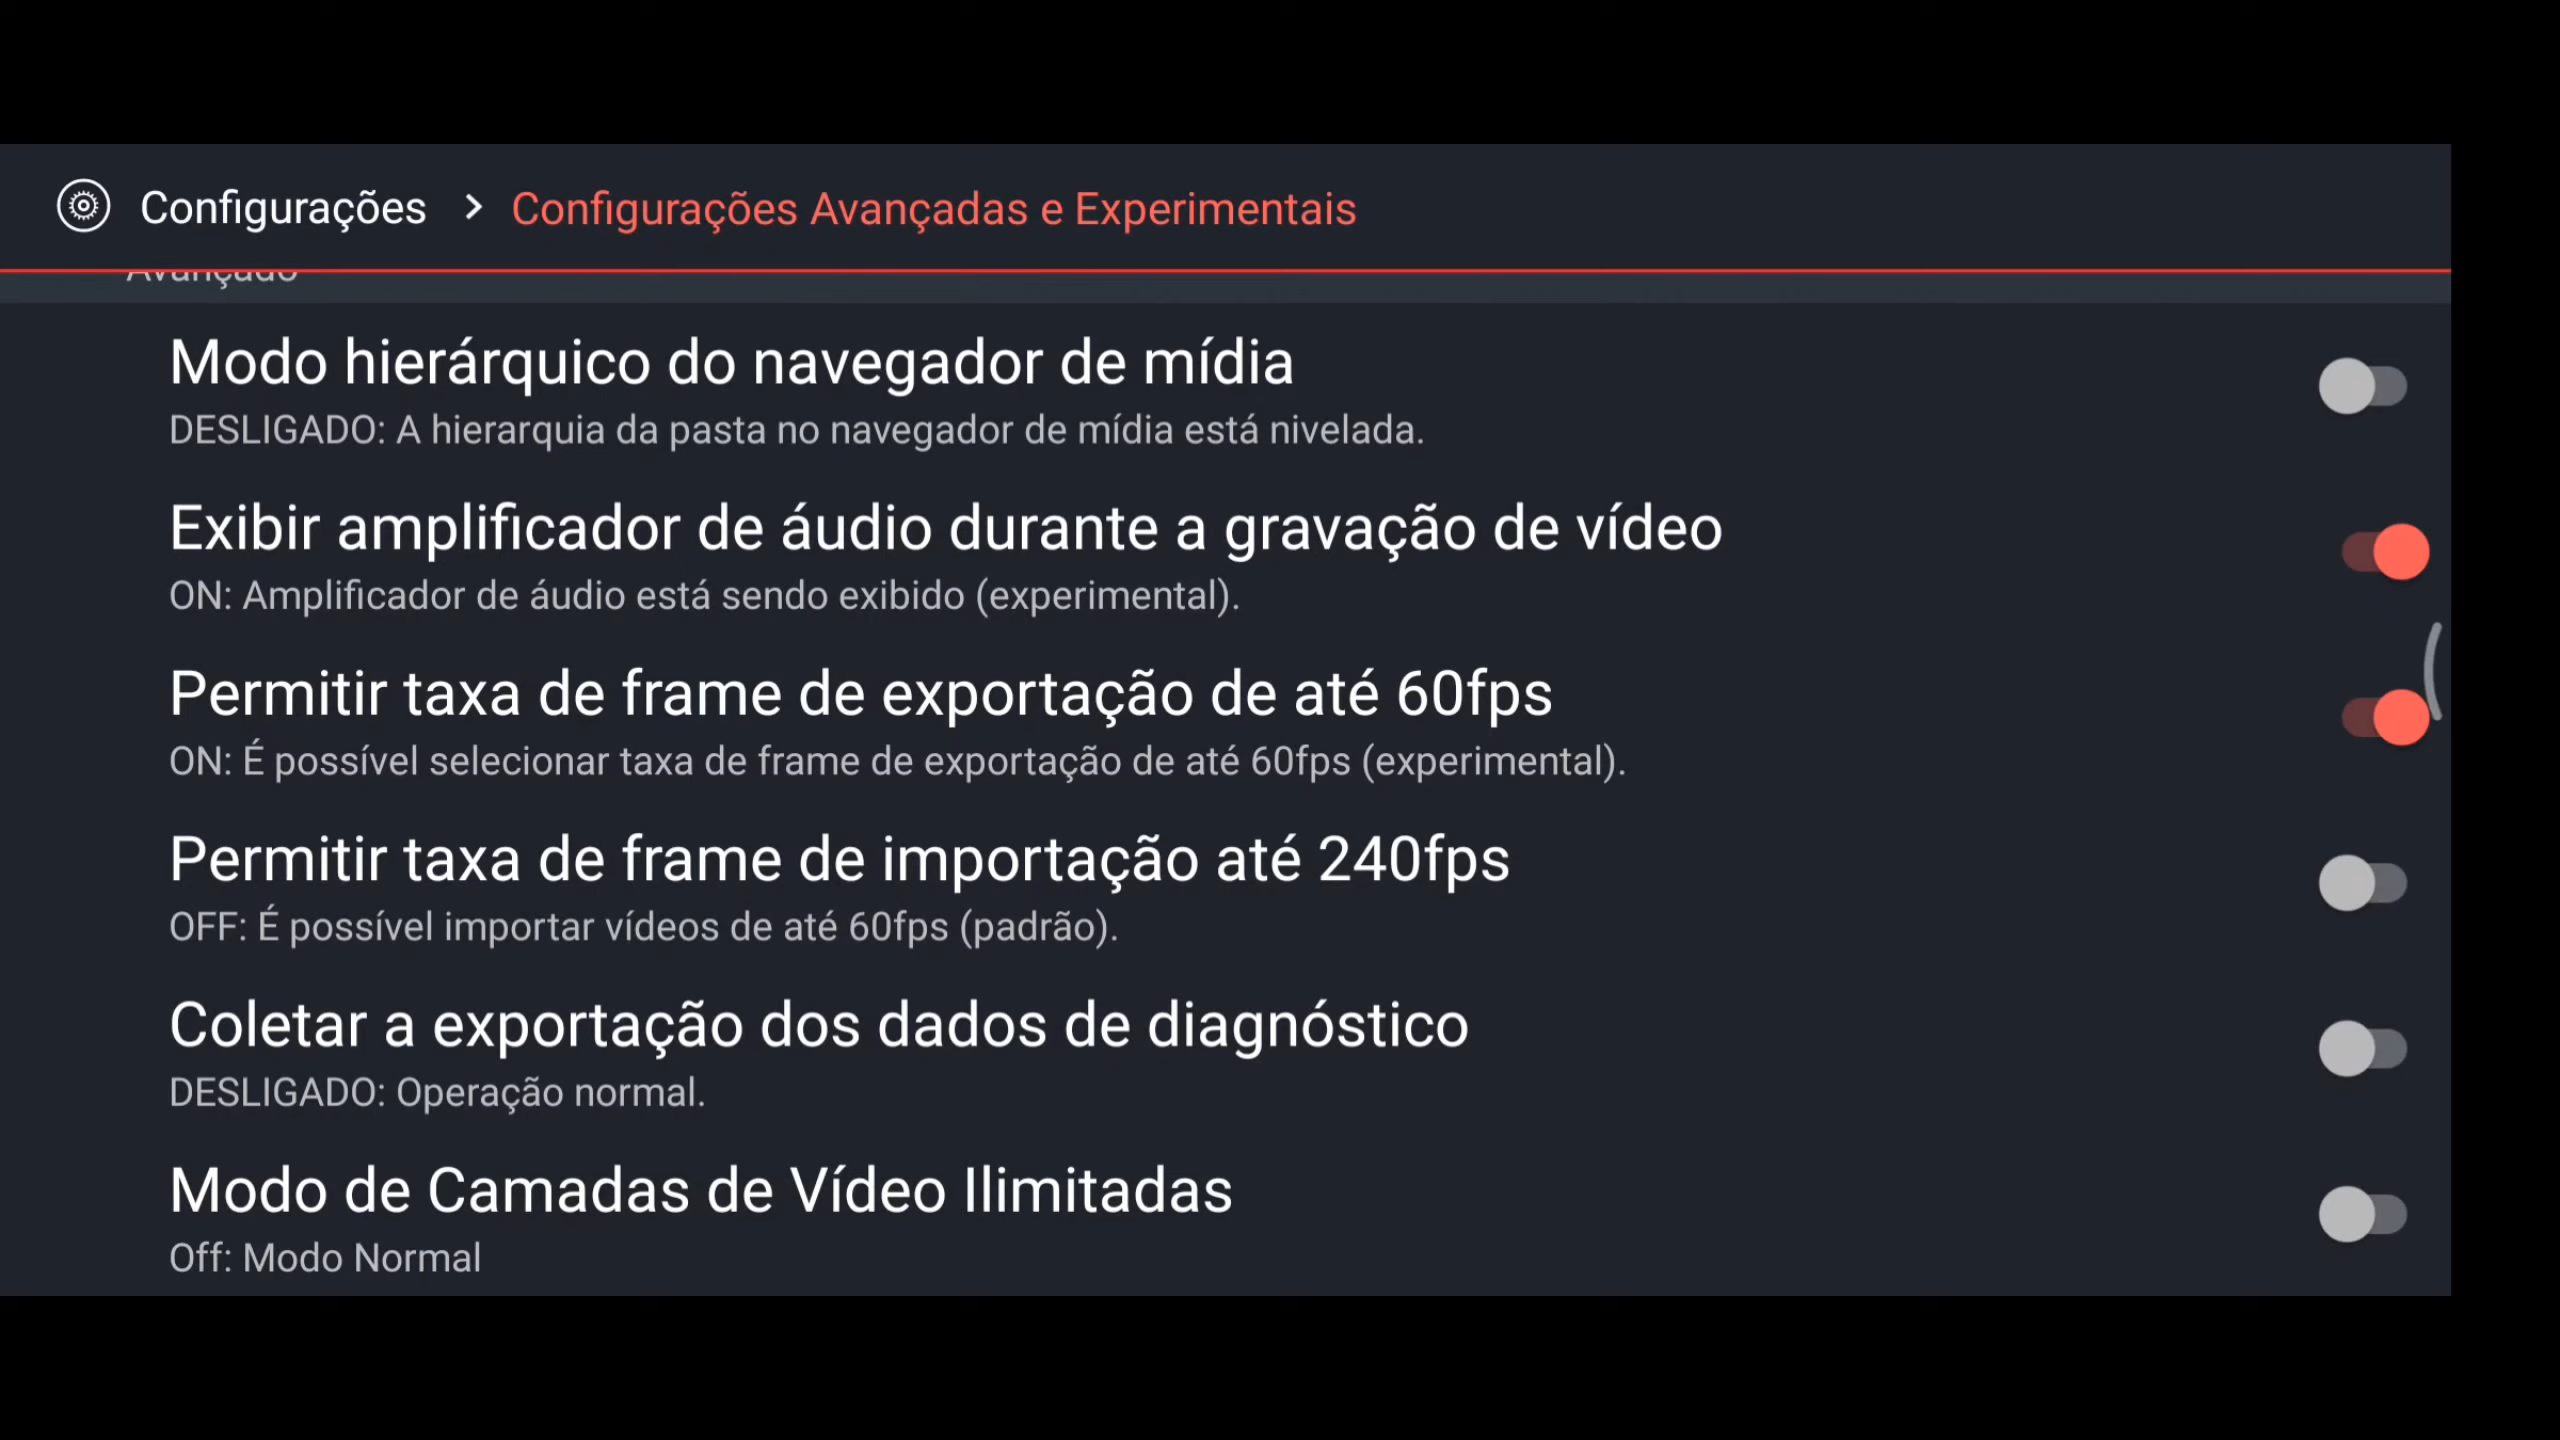 Configurações > Configurações Avançadas e Experimentais
Avançado
Modo hierárquico do navegador de mídia
DESLIGADO: A hierarquia da pasta no navegador de mídia está nivelada.
Exibir amplificador de áudio durante a gravação de vídeo
ON: Amplificador de áudio está sendo exibido (experimental).
Permitir taxa de frame de exportação de até 60fps
ON: É possível selecionar taxa de frame de exportação de até 60fps (experimental).
Permitir taxa de frame de importação até 240fps
OFF: É possível importar vídeos de até 60fps (padrão).
Coletar a exportação dos dados de diagnóstico
DESLIGADO: Operação normal.
Modo de Camadas de Vídeo Ilimitadas
Off: Modo Normal